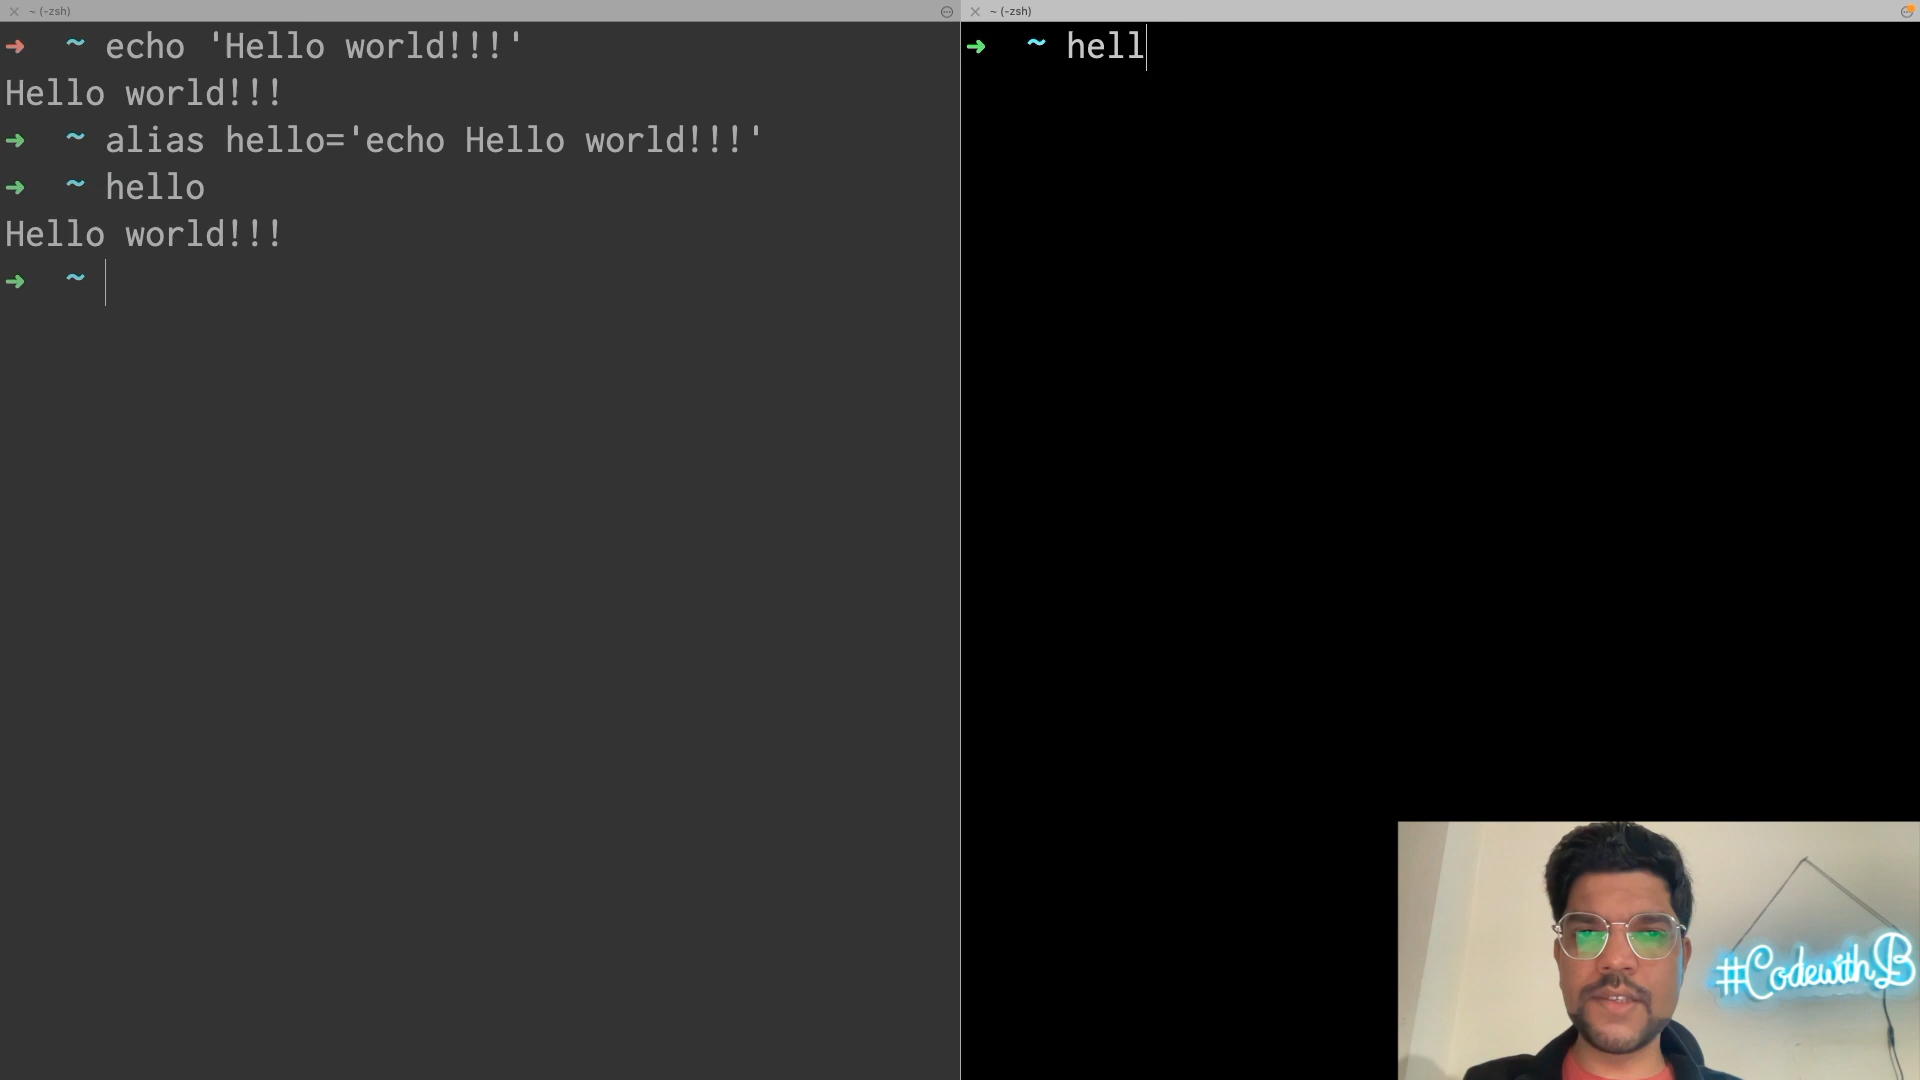 ~ (-zsh)
➜ ~ echo 'Hello world!!!'
Hello world!!!
➜ ~ alias hello='echo Hello world!!!'
➜ ~ hello
Hello world!!!
➜ ~
~ (-zsh)
➜ ~ hell
#CodewithB